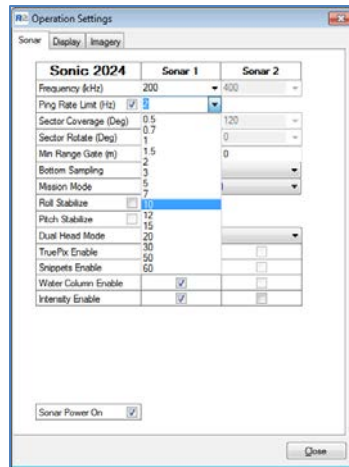 Operation Settings
Sonar Display Imagery
Sonic 2024 Sonar 1 Sonar 2
Frequency (kHz) 200 400
Ping Rate Limit (Hz) 2
Sector Coverage (Deg) 120
Sector Rotate (Deg) 0
Min Range Gate (m) 0
Bottom Sampling
Mission Mode
Roll Stabilize
Pitch Stabilize
Dual Head Mode
TruePix Enable
Snippets Enable
Water Column Enable
Intensity Enable
0.5
0.7
1
1.5
2
3
5
7
10
12
15
20
30
50
60
Sonar Power On
Close